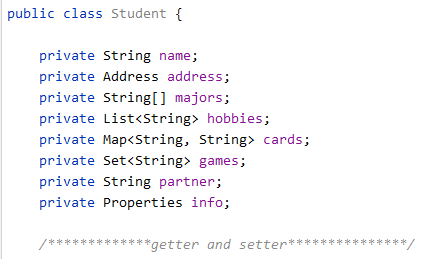 public class Student {
private String name;
private Address address;
private String[] majors;
private List<String> hobbies;
private Map<String, String> cards;
private Set<String> games;
private String partner;
private Properties info;
/*************getter and setter***************/